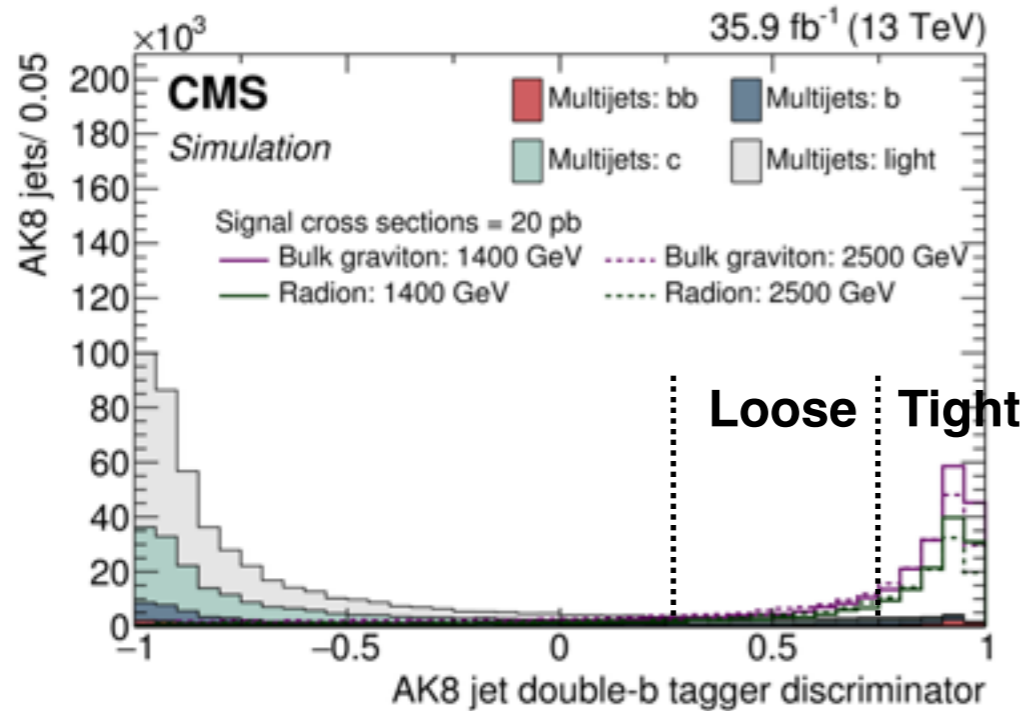 ×10³ 35.9 fb⁻¹ (13 TeV)
AK8 jets/ 0.05
CMS
Simulation
Multijets: bb Multijets: b
Multijets: c Multijets: light
Signal cross sections = 20 pb
Bulk graviton: 1400 GeV Bulk graviton: 2500 GeV
Radion: 1400 GeV Radion: 2500 GeV
Loose Tight
200
180
160
140
120
100
80
60
40
20
0
−1 −0.5 0 0.5 1
AK8 jet double-b tagger discriminator